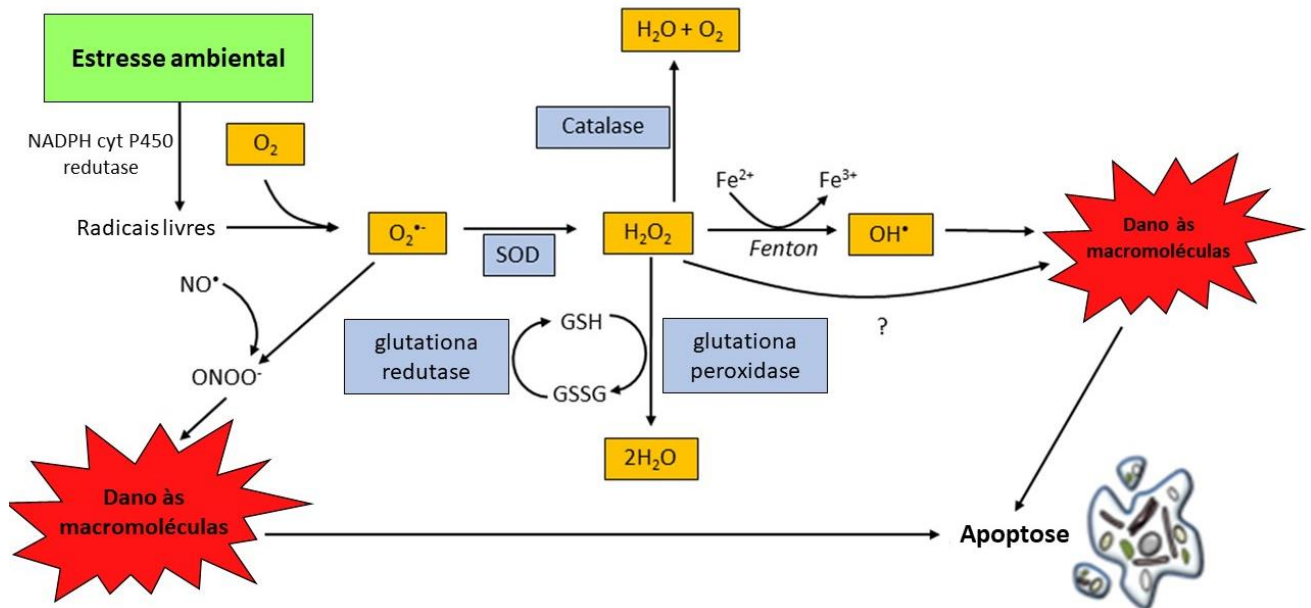 H₂O + O₂
Estresse ambiental
Catalase
NADPH cyt P450
redutase
O₂
Fe²⁺
Fe³⁺
Radicais livres
O₂•⁻
SOD
H₂O₂
Fenton
OH•
Dano às
macromoléculas
NO•
GSH
?
glutationa
redutase
glutationa
peroxidase
ONOO⁻
GSSG
2H₂O
Dano às
macromoléculas
Apoptose